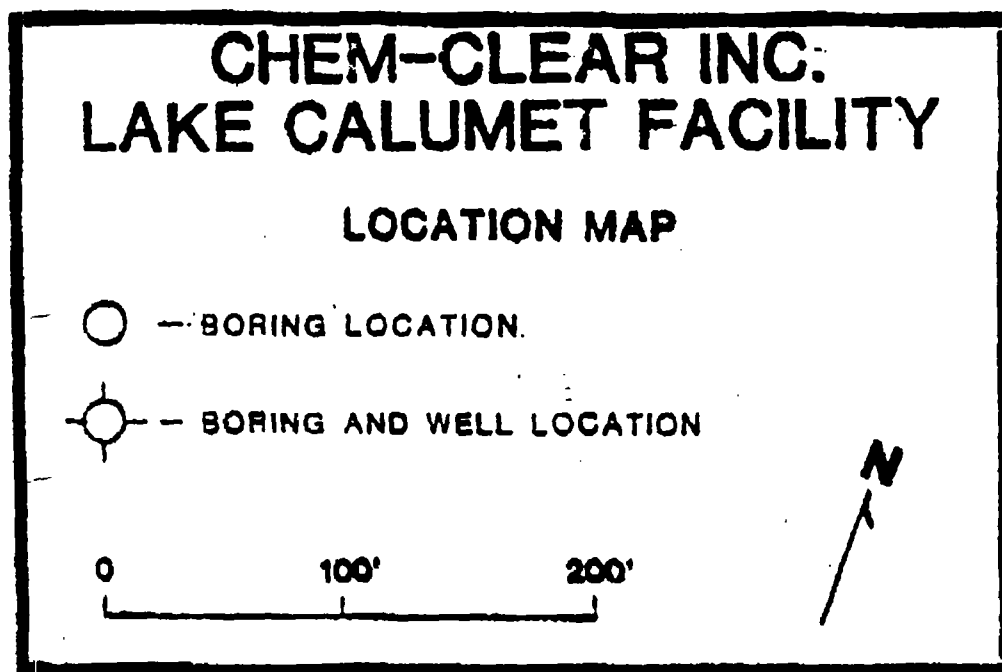 CHEM-CLEAR INC.
LAKE CALUMET FACILITY
LOCATION MAP
— BORING LOCATION.
— BORING AND WELL LOCATION
N
0 100' 200'